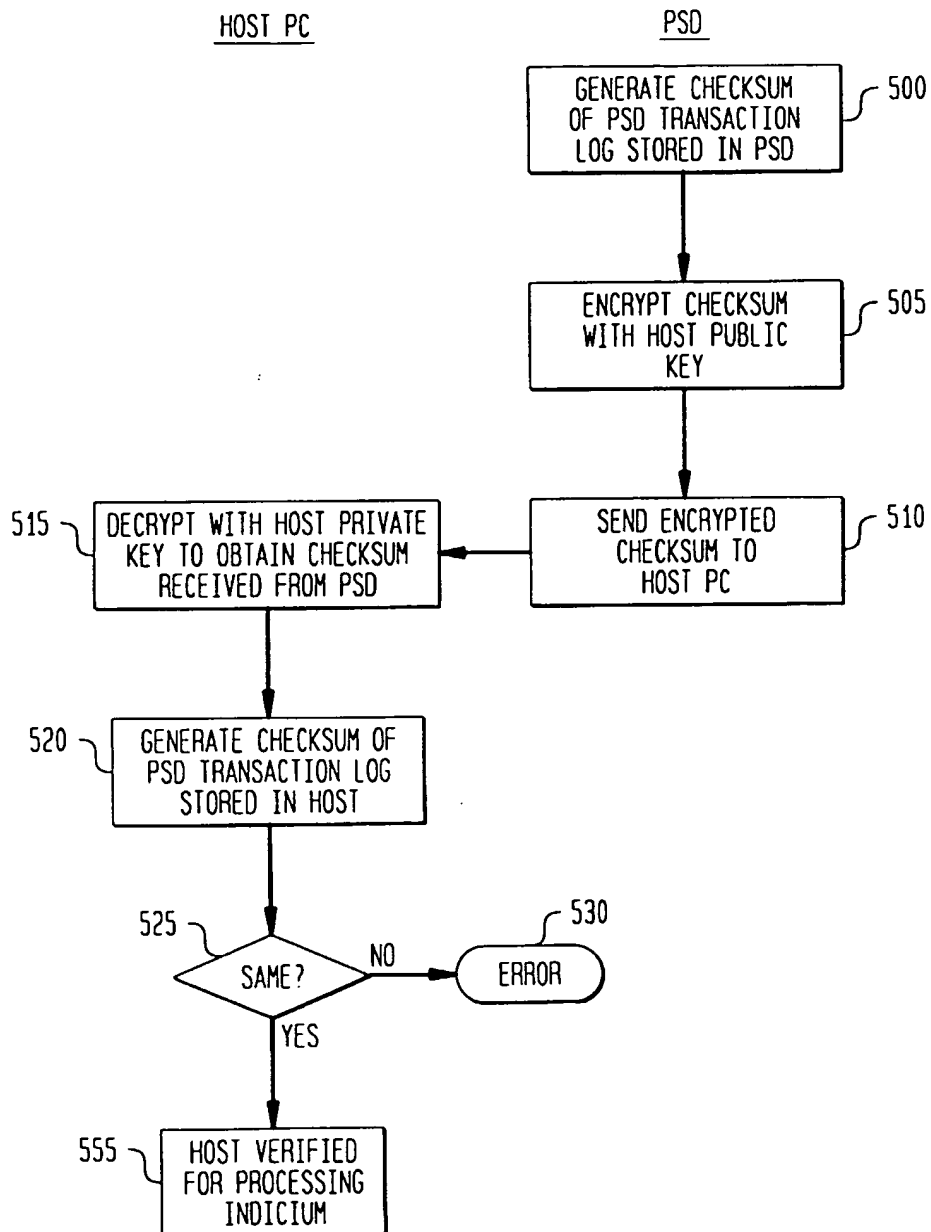 HOST PC
PSD
GENERATE CHECKSUM
OF PSD TRANSACTION
LOG STORED IN PSD
500
ENCRYPT CHECKSUM
WITH HOST PUBLIC
KEY
505
SEND ENCRYPTED
CHECKSUM TO
HOST PC
510
515
DECRYPT WITH HOST PRIVATE
KEY TO OBTAIN CHECKSUM
RECEIVED FROM PSD
520
GENERATE CHECKSUM OF
PSD TRANSACTION LOG
STORED IN HOST
525
SAME?
NO
530
ERROR
YES
555
HOST VERIFIED
FOR PROCESSING
INDICIUM